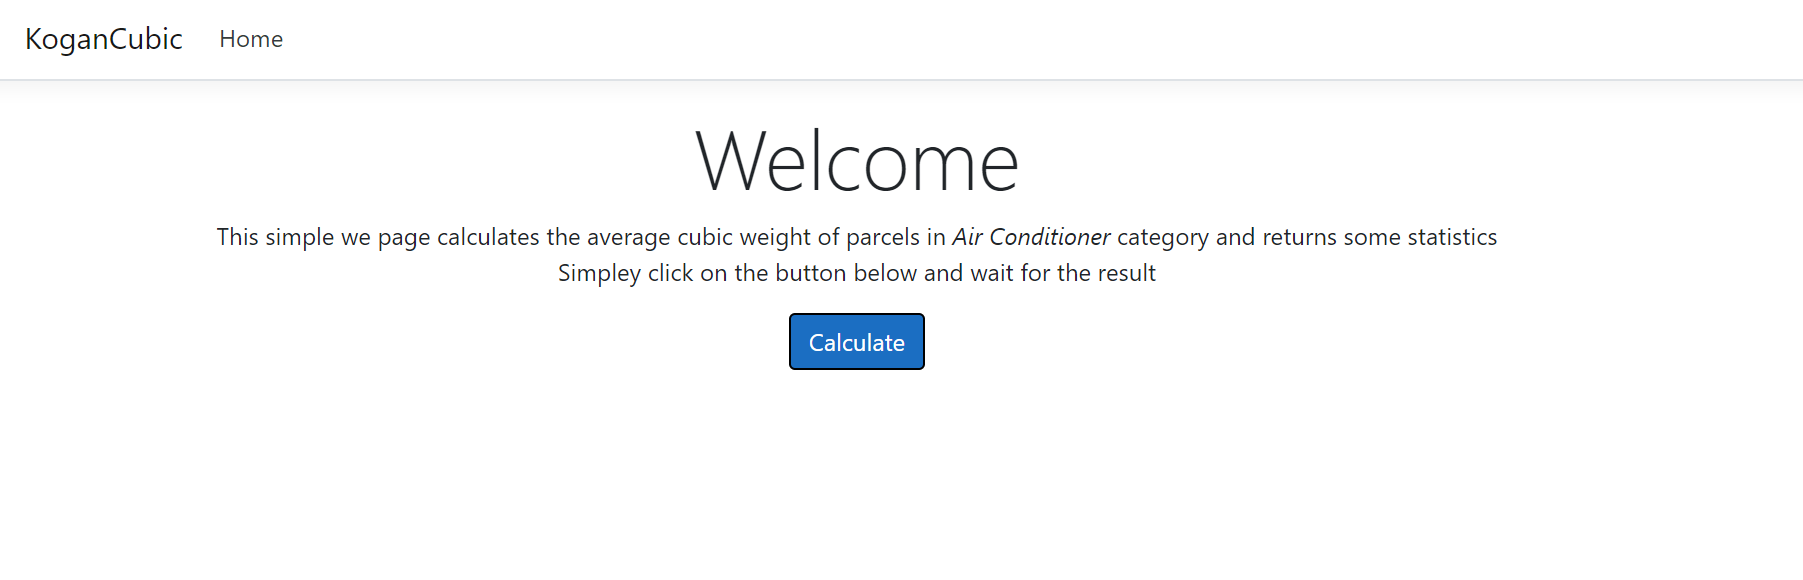 KoganCubic Home
Welcome
This simple we page calculates the average cubic weight of parcels in Air Conditioner category and returns some statistics
Simpley click on the button below and wait for the result
Calculate